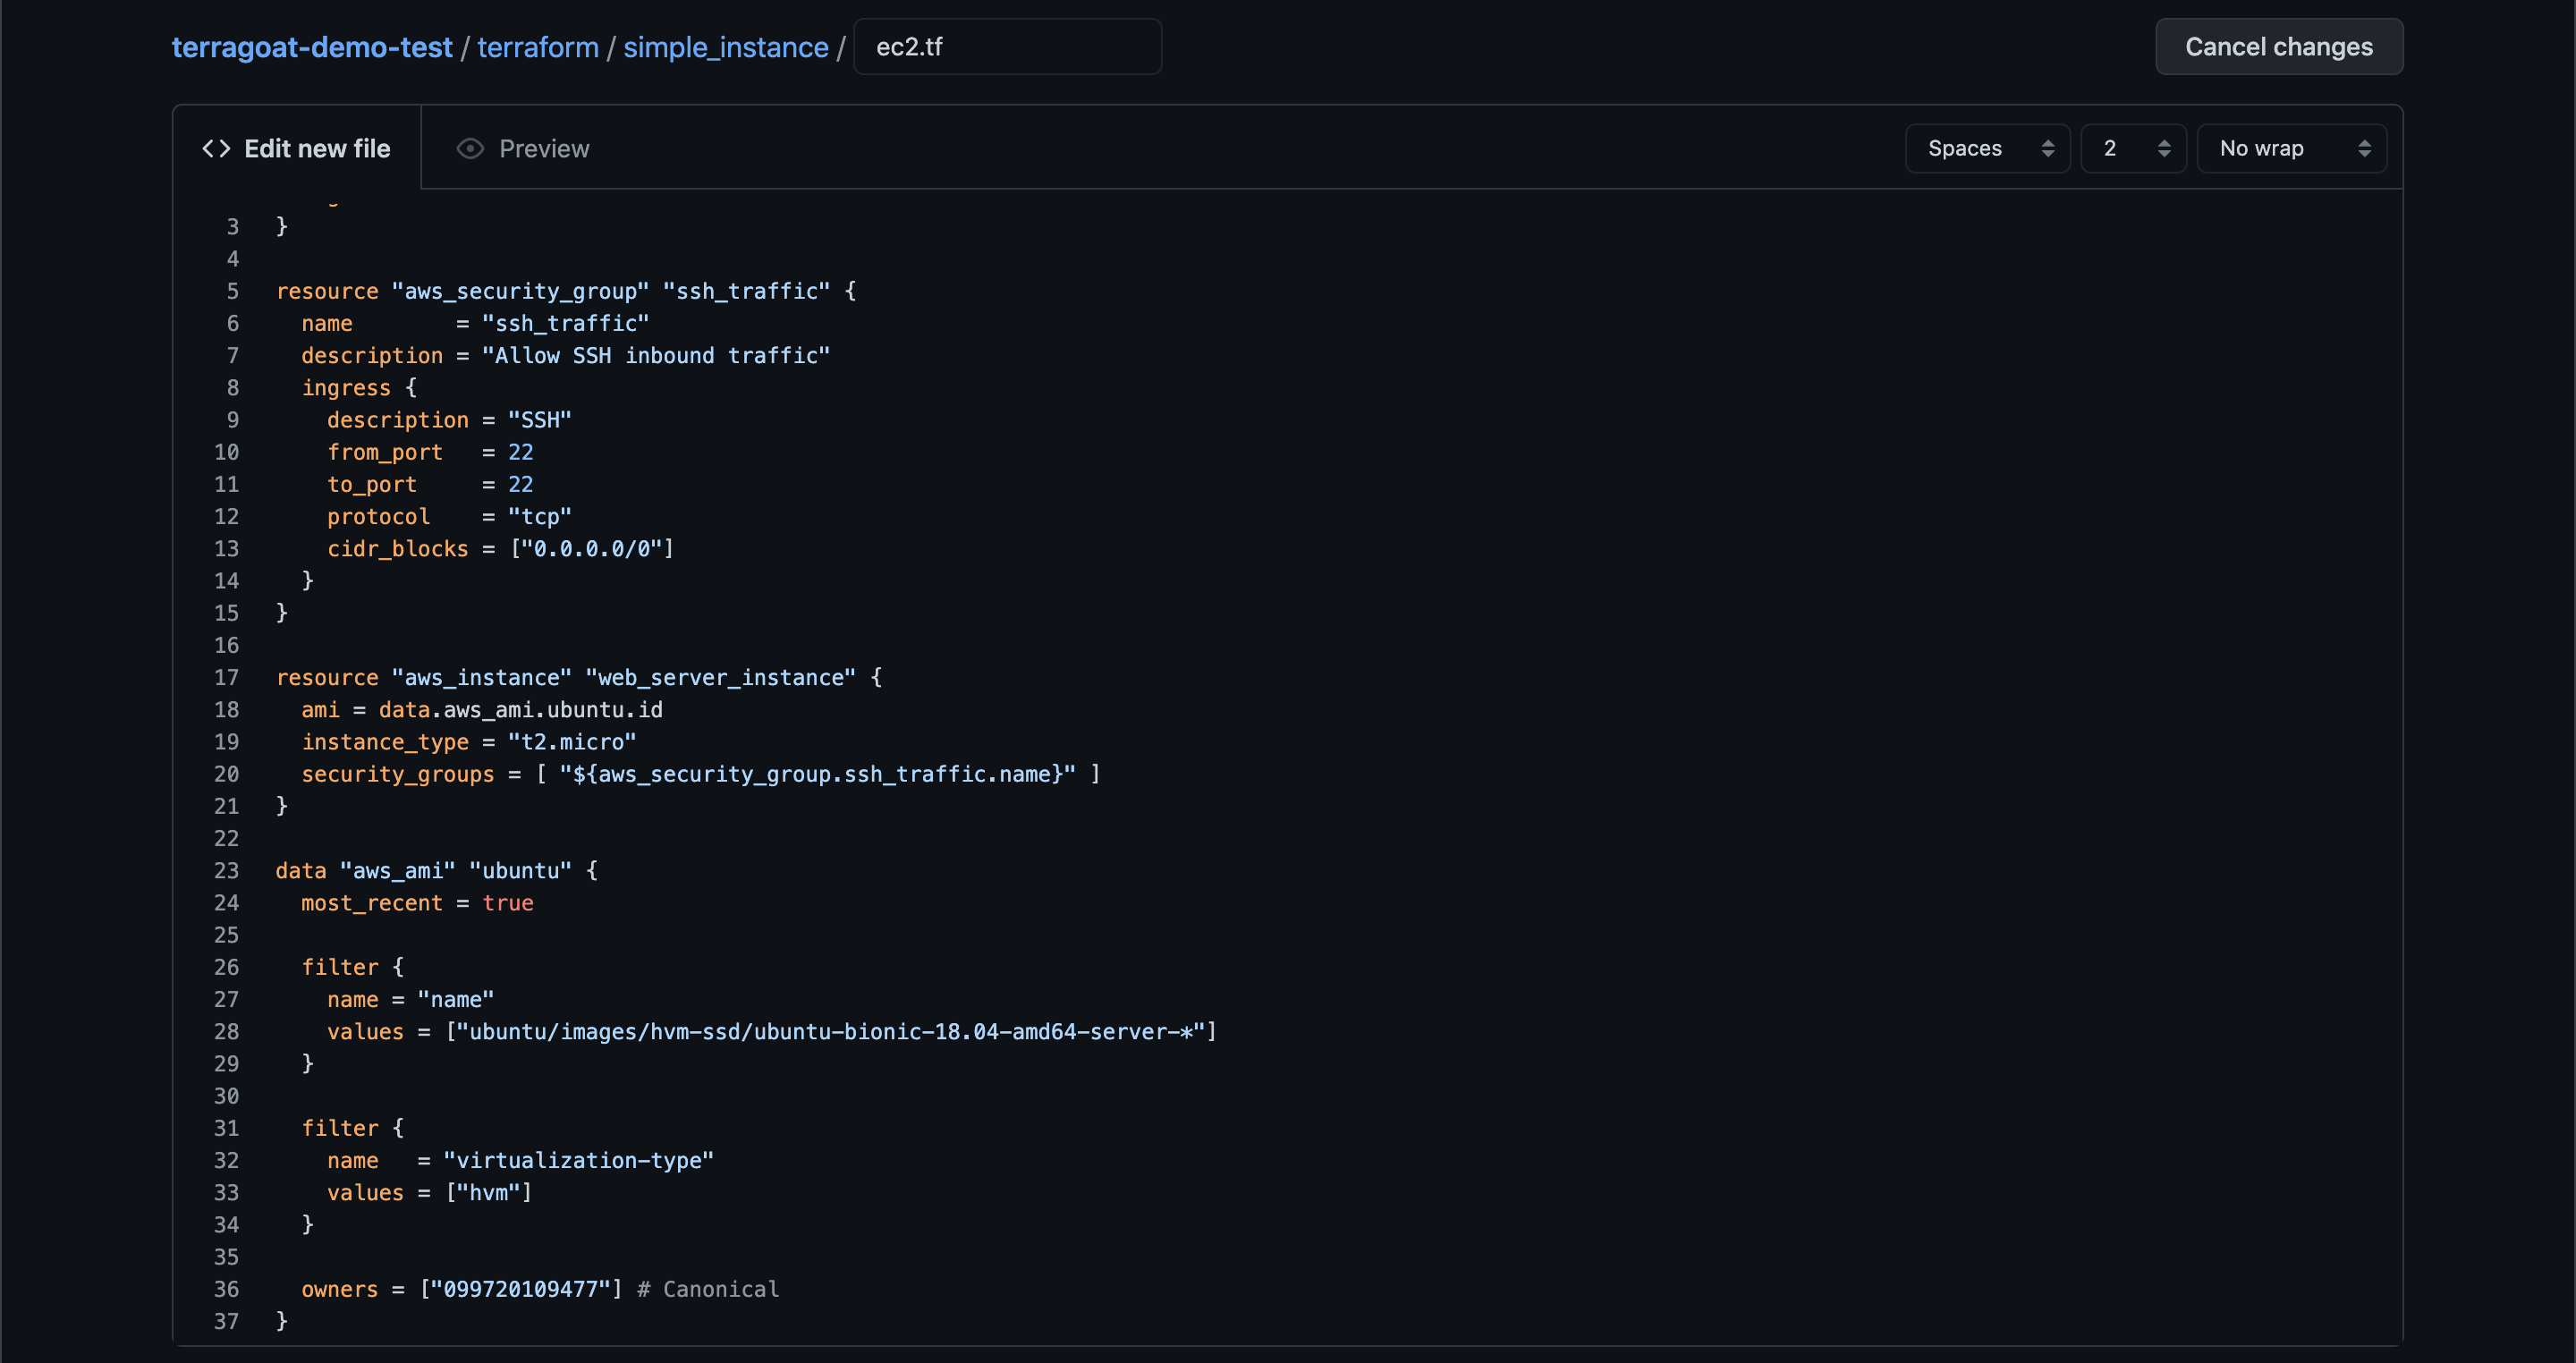 terragoat-demo-test / terraform / simple_instance / ec2.tf
Cancel changes
<> Edit new file
Preview
Spaces
2
No wrap
3 }
4
5 resource "aws_security_group" "ssh_traffic" {
6   name        = "ssh_traffic"
7   description = "Allow SSH inbound traffic"
8   ingress {
9     description = "SSH"
10     from_port   = 22
11     to_port     = 22
12     protocol    = "tcp"
13     cidr_blocks = ["0.0.0.0/0"]
14   }
15 }
16
17 resource "aws_instance" "web_server_instance" {
18   ami = data.aws_ami.ubuntu.id
19   instance_type = "t2.micro"
20   security_groups = [ "${aws_security_group.ssh_traffic.name}" ]
21 }
22
23 data "aws_ami" "ubuntu" {
24   most_recent = true
25
26   filter {
27     name = "name"
28     values = ["ubuntu/images/hvm-ssd/ubuntu-bionic-18.04-amd64-server-*"]
29   }
30
31   filter {
32     name   = "virtualization-type"
33     values = ["hvm"]
34   }
35
36   owners = ["099720109477"] # Canonical
37 }